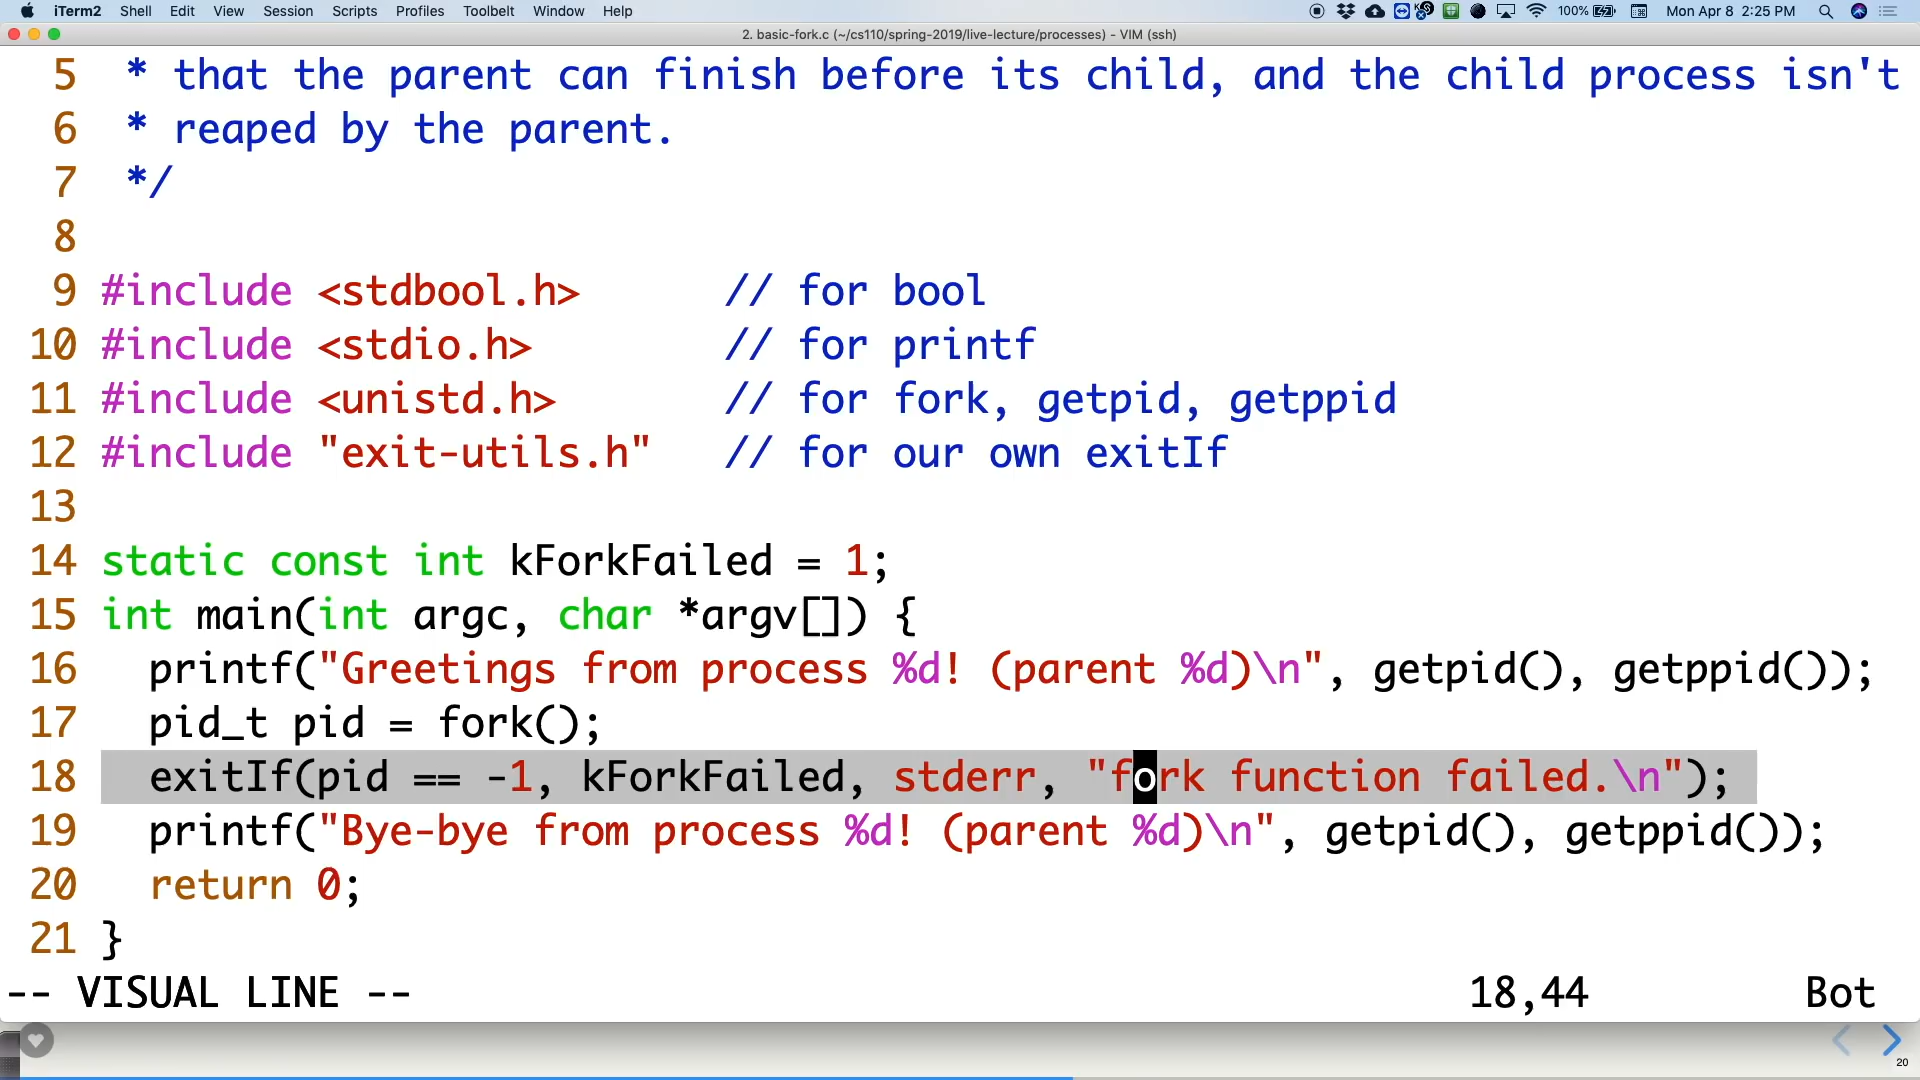 iTerm2 Shell Edit View Session Scripts Profiles Toolbelt Window Help 100% Mon Apr 8 2:25 PM
2. basic-fork.c (~/cs110/spring-2019/live-lecture/processes) - VIM (ssh)
5  * that the parent can finish before its child, and the child process isn't
6  * reaped by the parent.
7  */
8
9 #include <stdbool.h>      // for bool
10 #include <stdio.h>        // for printf
11 #include <unistd.h>       // for fork, getpid, getppid
12 #include "exit-utils.h"   // for our own exitIf
13
14 static const int kForkFailed = 1;
15 int main(int argc, char *argv[]) {
16   printf("Greetings from process %d! (parent %d)\n", getpid(), getppid());
17   pid_t pid = fork();
18   exitIf(pid == -1, kForkFailed, stderr, "fork function failed.\n");
19   printf("Bye-bye from process %d! (parent %d)\n", getpid(), getppid());
20   return 0;
21 }
-- VISUAL LINE -- 18,44 Bot
20